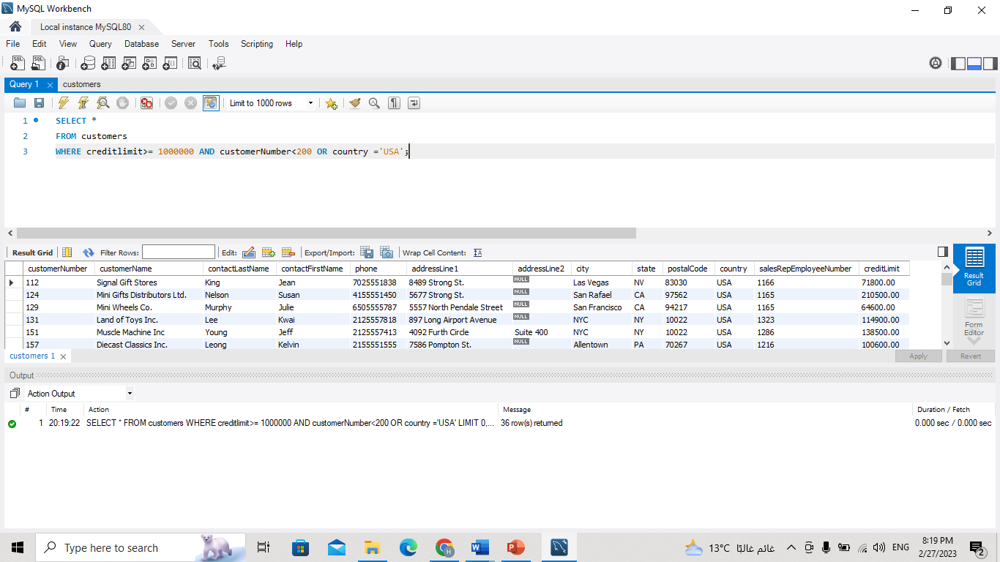 MySQL Workbench
Local instance MySQL80
File Edit View Query Database Server Tools Scripting Help
Query 1 customers
Limit to 1000 rows
1 SELECT *
2 FROM customers
3 WHERE creditlimit>= 1000000 AND customerNumber<200 OR country ='USA';
Result Grid Filter Rows: Edit: Export/Import: Wrap Cell Content:
customerNumber customerName contactLastName contactFirstName phone addressLine1 addressLine2 city state postalCode country salesRepEmployeeNumber creditLimit
112 Signal Gift Stores King Jean 7025551838 8489 Strong St. NULL Las Vegas NV 83030 USA 1166 71800.00
124 Mini Gifts Distributors Ltd. Nelson Susan 4155551450 5677 Strong St. NULL San Rafael CA 97562 USA 1165 210500.00
129 Mini Wheels Co. Murphy Julie 6505555787 5557 North Pendale Street NULL San Francisco CA 94217 USA 1165 64600.00
131 Land of Toys Inc. Lee Kwai 2125557818 897 Long Airport Avenue NULL NYC NY 10022 USA 1323 114900.00
151 Muscle Machine Inc Young Jeff 2125557413 4092 Furth Circle Suite 400 NYC NY 10022 USA 1286 138500.00
157 Diecast Classics Inc. Leong Kelvin 2155551555 7586 Pompton St. NULL Allentown PA 70267 USA 1216 100600.00
Result
Grid
Form
Editor
customers 1 Apply Revert
Output
Action Output
# Time Action Message Duration / Fetch
1 20:19:22 SELECT * FROM customers WHERE creditlimit>= 1000000 AND customerNumber<200 OR country ='USA' LIMIT 0,... 36 row(s) returned 0.000 sec / 0.000 sec
Type here to search
13°C غائم غالبًا ENG
8:19 PM
2/27/2023
2